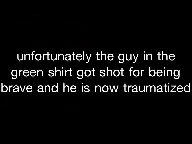 unfortunately the guy in the
green shirt got shot for being
brave and he is now traumatized